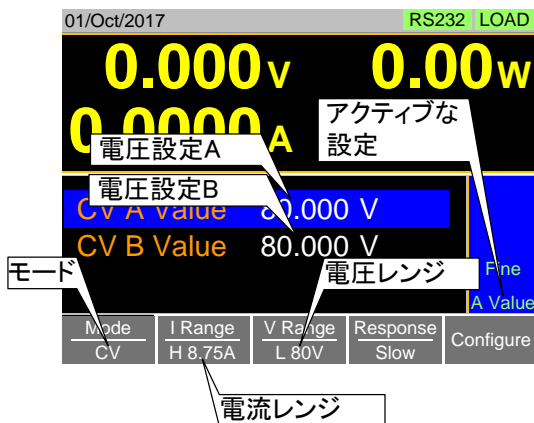 01/Oct/2017 RS232 LOAD
0.000V 0.00W
0.0000A
アクティブな
設定
電圧設定A
電圧設定B
CV A Value 80.000 V
CV B Value 80.000 V
モード
電圧レンジ
Fine
A Value
Mode I Range V Range Response Configure
CV H 8.75A L 80V Slow
電流レンジ